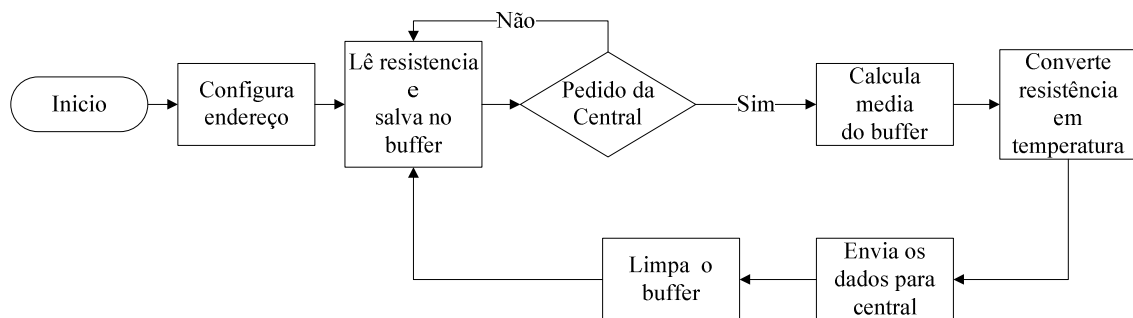 Não
Inicio
Configura
endereço
Lê resistencia
e
salva no
buffer
Pedido da
Central
Sim
Calcula
media
do buffer
Converte
resistência
em
temperatura
Envia os
dados para
central
Limpa o
buffer